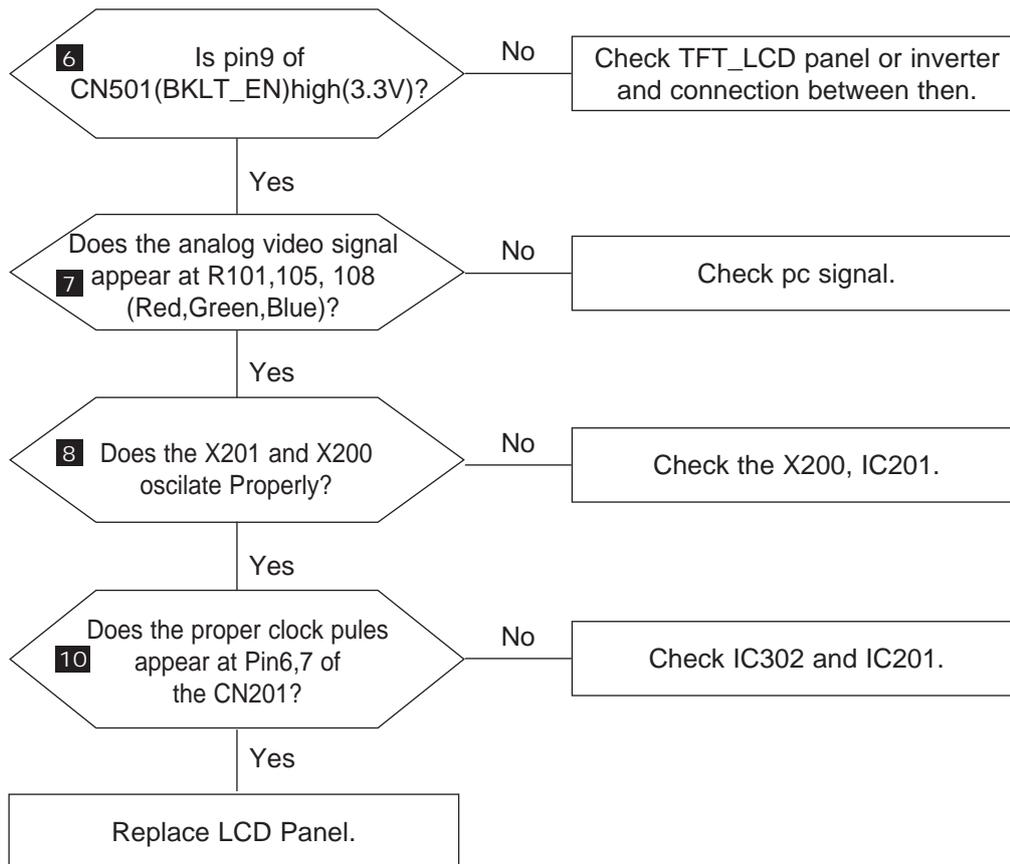 6 Is pin9 of
CN501(BKLT_EN)high(3.3V)?
No
Check TFT_LCD panel or inverter
and connection between then.
Yes
Does the analog video signal
7 appear at R101,105, 108
(Red,Green,Blue)?
No
Check pc signal.
Yes
8 Does the X201 and X200
oscilate Properly?
No
Check the X200, IC201.
Yes
Does the proper clock pules
10 appear at Pin6,7 of
the CN201?
No
Check IC302 and IC201.
Yes
Replace LCD Panel.